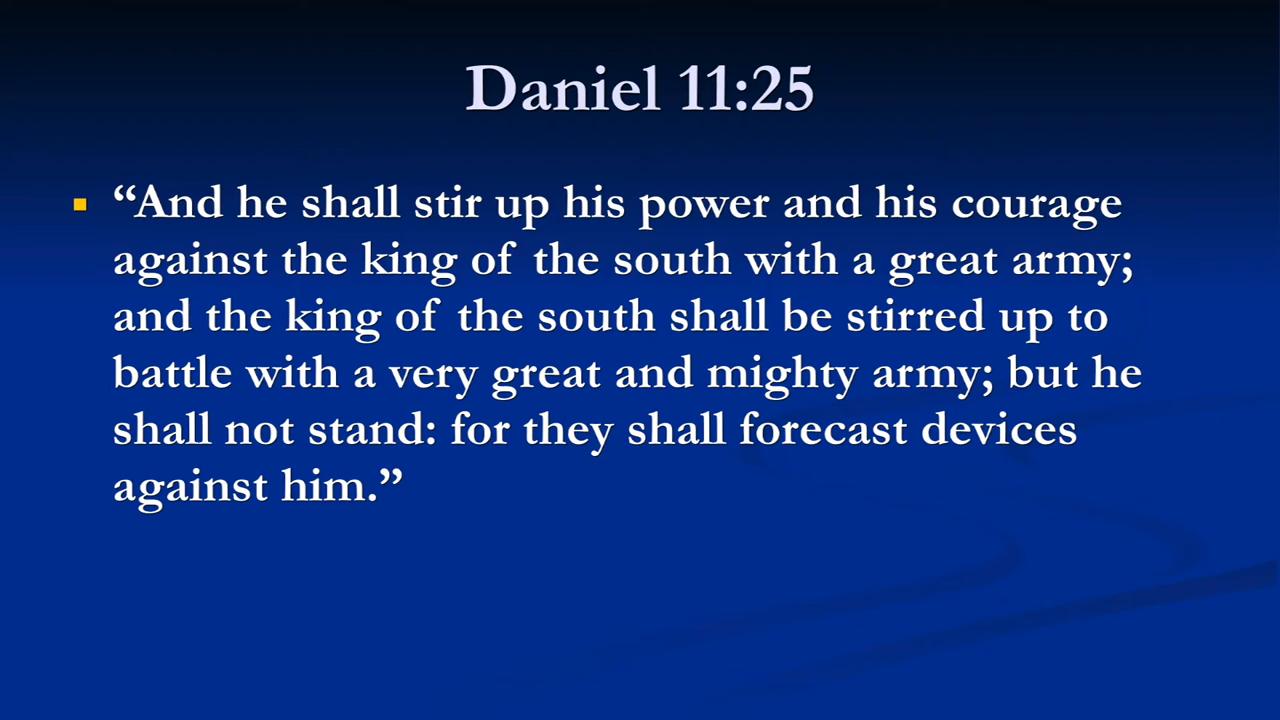 Daniel 11:25
“And he shall stir up his power and his courage
against the king of the south with a great army;
and the king of the south shall be stirred up to
battle with a very great and mighty army; but he
shall not stand: for they shall forecast devices
against him.”